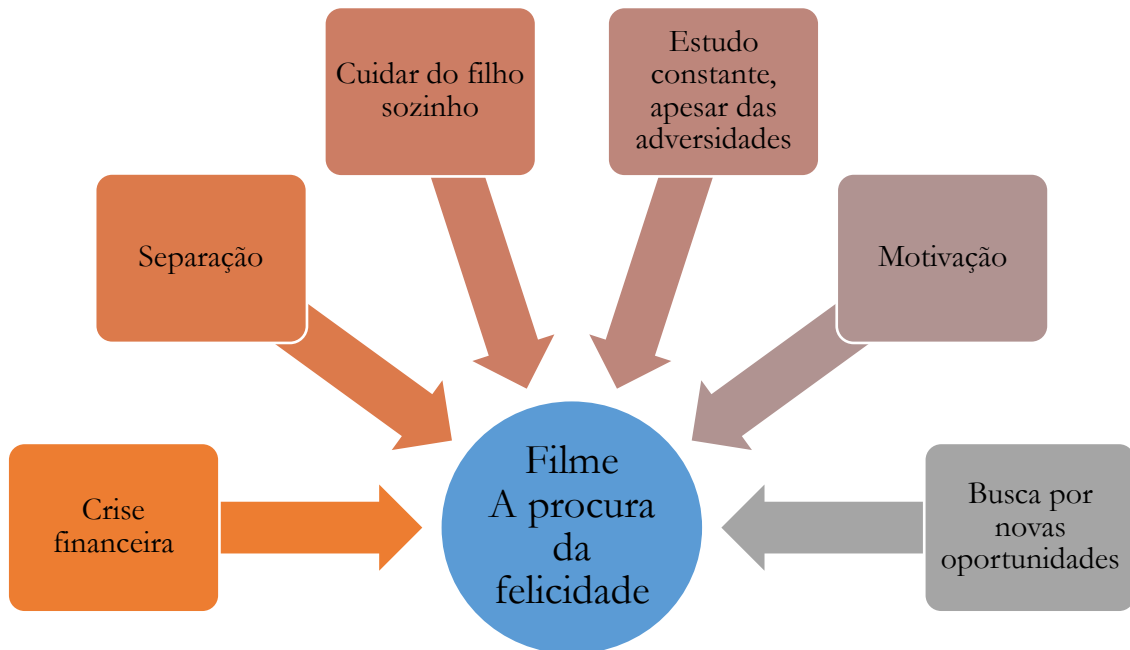 Cuidar do filho
sozinho
Estudo
constante,
apesar das
adversidades
Separação
Motivação
Crise
financeira
Filme
A procura
da
felicidade
Busca por
novas
oportunidades